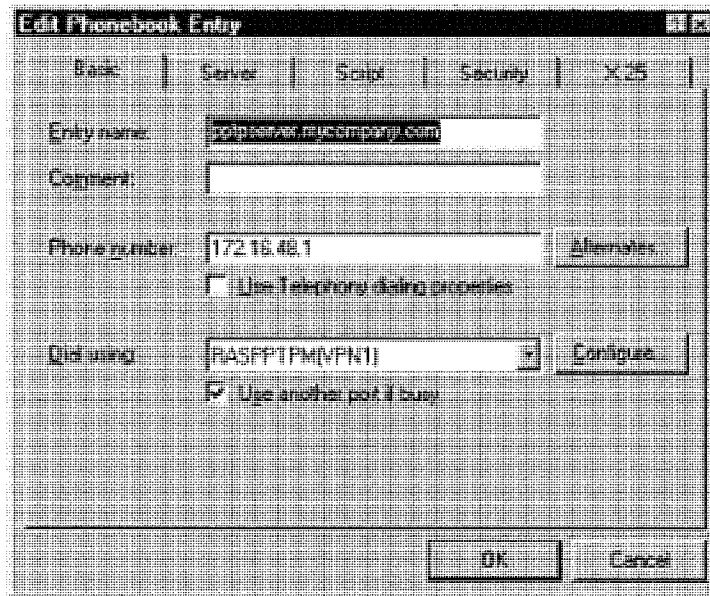 Edit Phonebook Entry
Basic Server Script Security X.25
Entry name: pptpserver.mycompany.com
Comment:
Phone number: 172.16.48.1 Alternates...
Use Telephony dialing properties
Dial using: RASPPTPM(VPN1) Configure...
Use another port if busy
OK Cancel